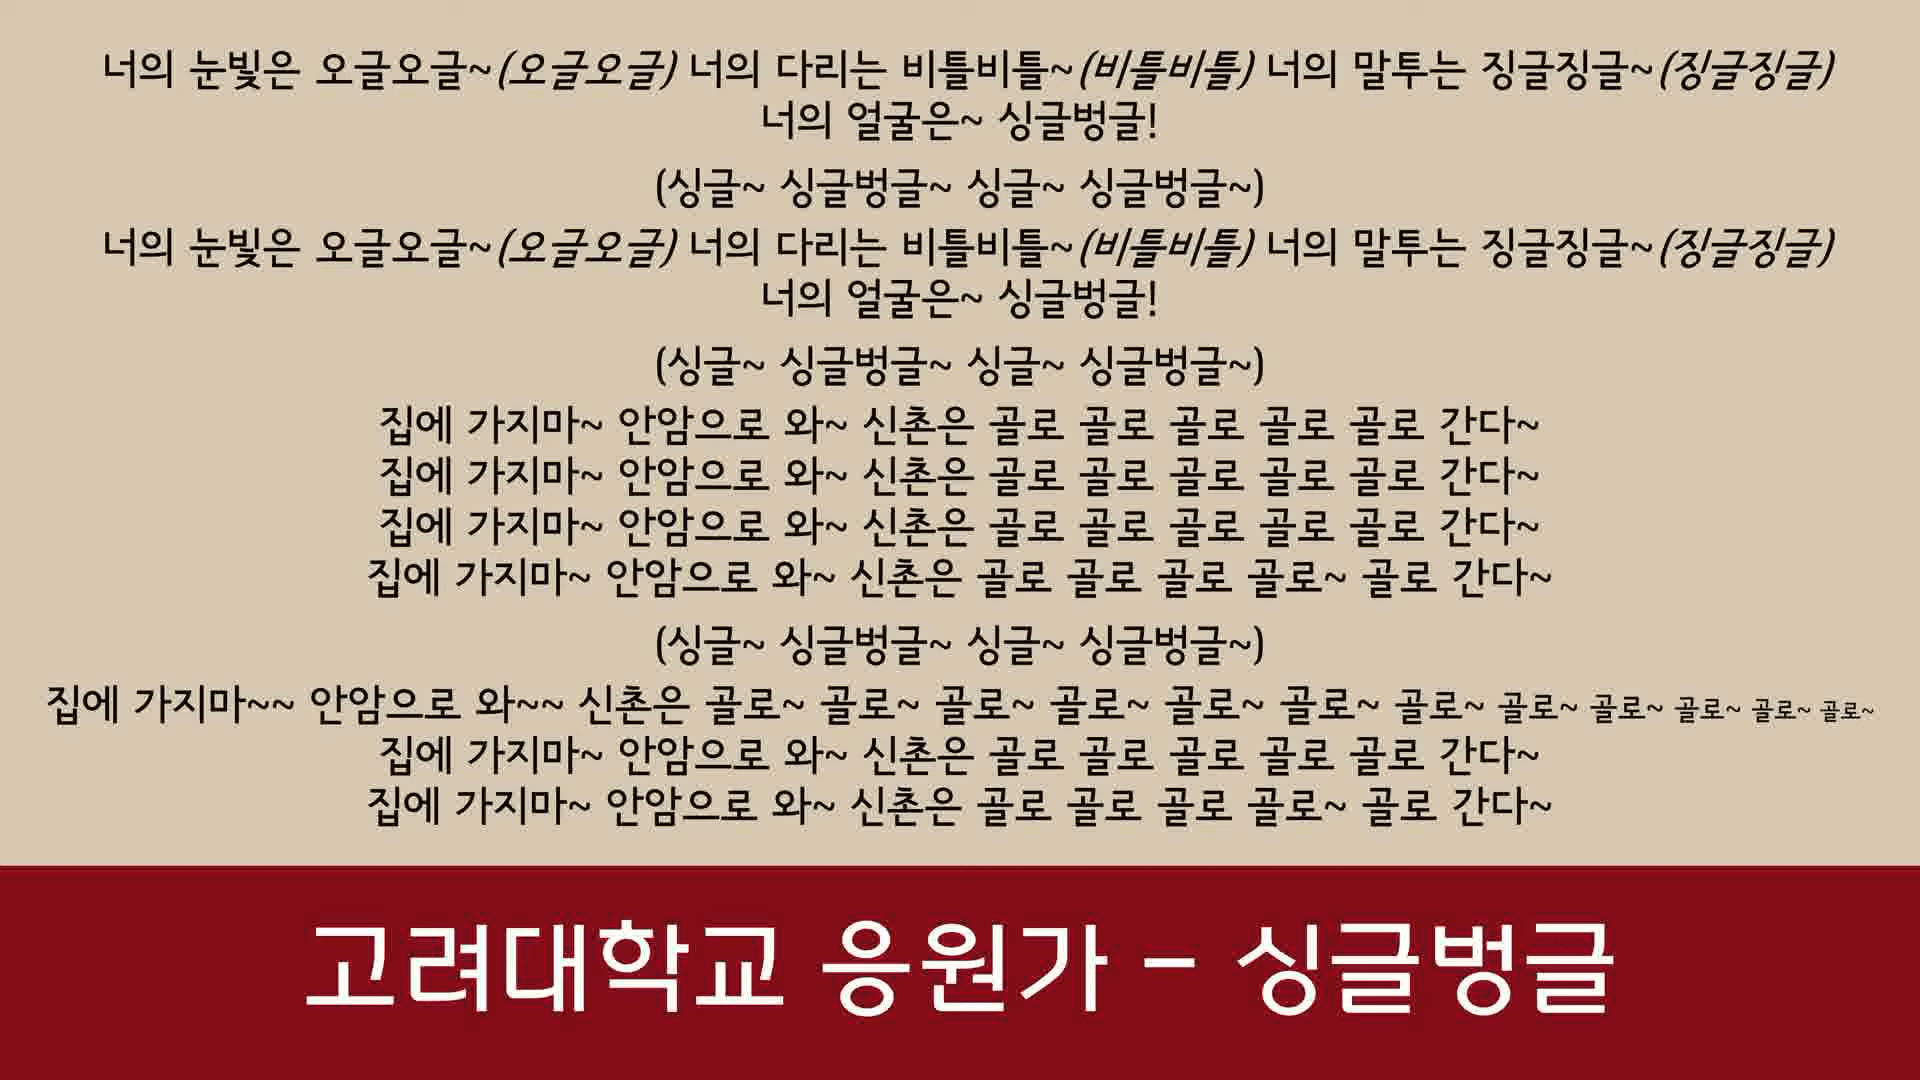 너의 눈빛은 오글오글~(오글오글) 너의 다리는 비틀비틀~(비틀비틀) 너의 말투는 징글징글~(징글징글)
너의 얼굴은~ 싱글벙글!
(싱글~ 싱글벙글~ 싱글~ 싱글벙글~)
너의 눈빛은 오글오글~(오글오글) 너의 다리는 비틀비틀~(비틀비틀) 너의 말투는 징글징글~(징글징글)
너의 얼굴은~ 싱글벙글!
(싱글~ 싱글벙글~ 싱글~ 싱글벙글~)
집에 가지마~ 안암으로 와~ 신촌은 골로 골로 골로 골로 골로 간다~
집에 가지마~ 안암으로 와~ 신촌은 골로 골로 골로 골로 골로 간다~
집에 가지마~ 안암으로 와~ 신촌은 골로 골로 골로 골로 골로 간다~
집에 가지마~ 안암으로 와~ 신촌은 골로 골로 골로 골로~ 골로 간다~
(싱글~ 싱글벙글~ 싱글~ 싱글벙글~)
집에 가지마~~ 안암으로 와~~ 신촌은 골로~ 골로~ 골로~ 골로~ 골로~ 골로~ 골로~ 골로~ 골로~ 골로~ 골로~ 골로~
집에 가지마~ 안암으로 와~ 신촌은 골로 골로 골로 골로 골로 간다~
집에 가지마~ 안암으로 와~ 신촌은 골로 골로 골로 골로~ 골로 간다~
고려대학교 응원가 - 싱글벙글